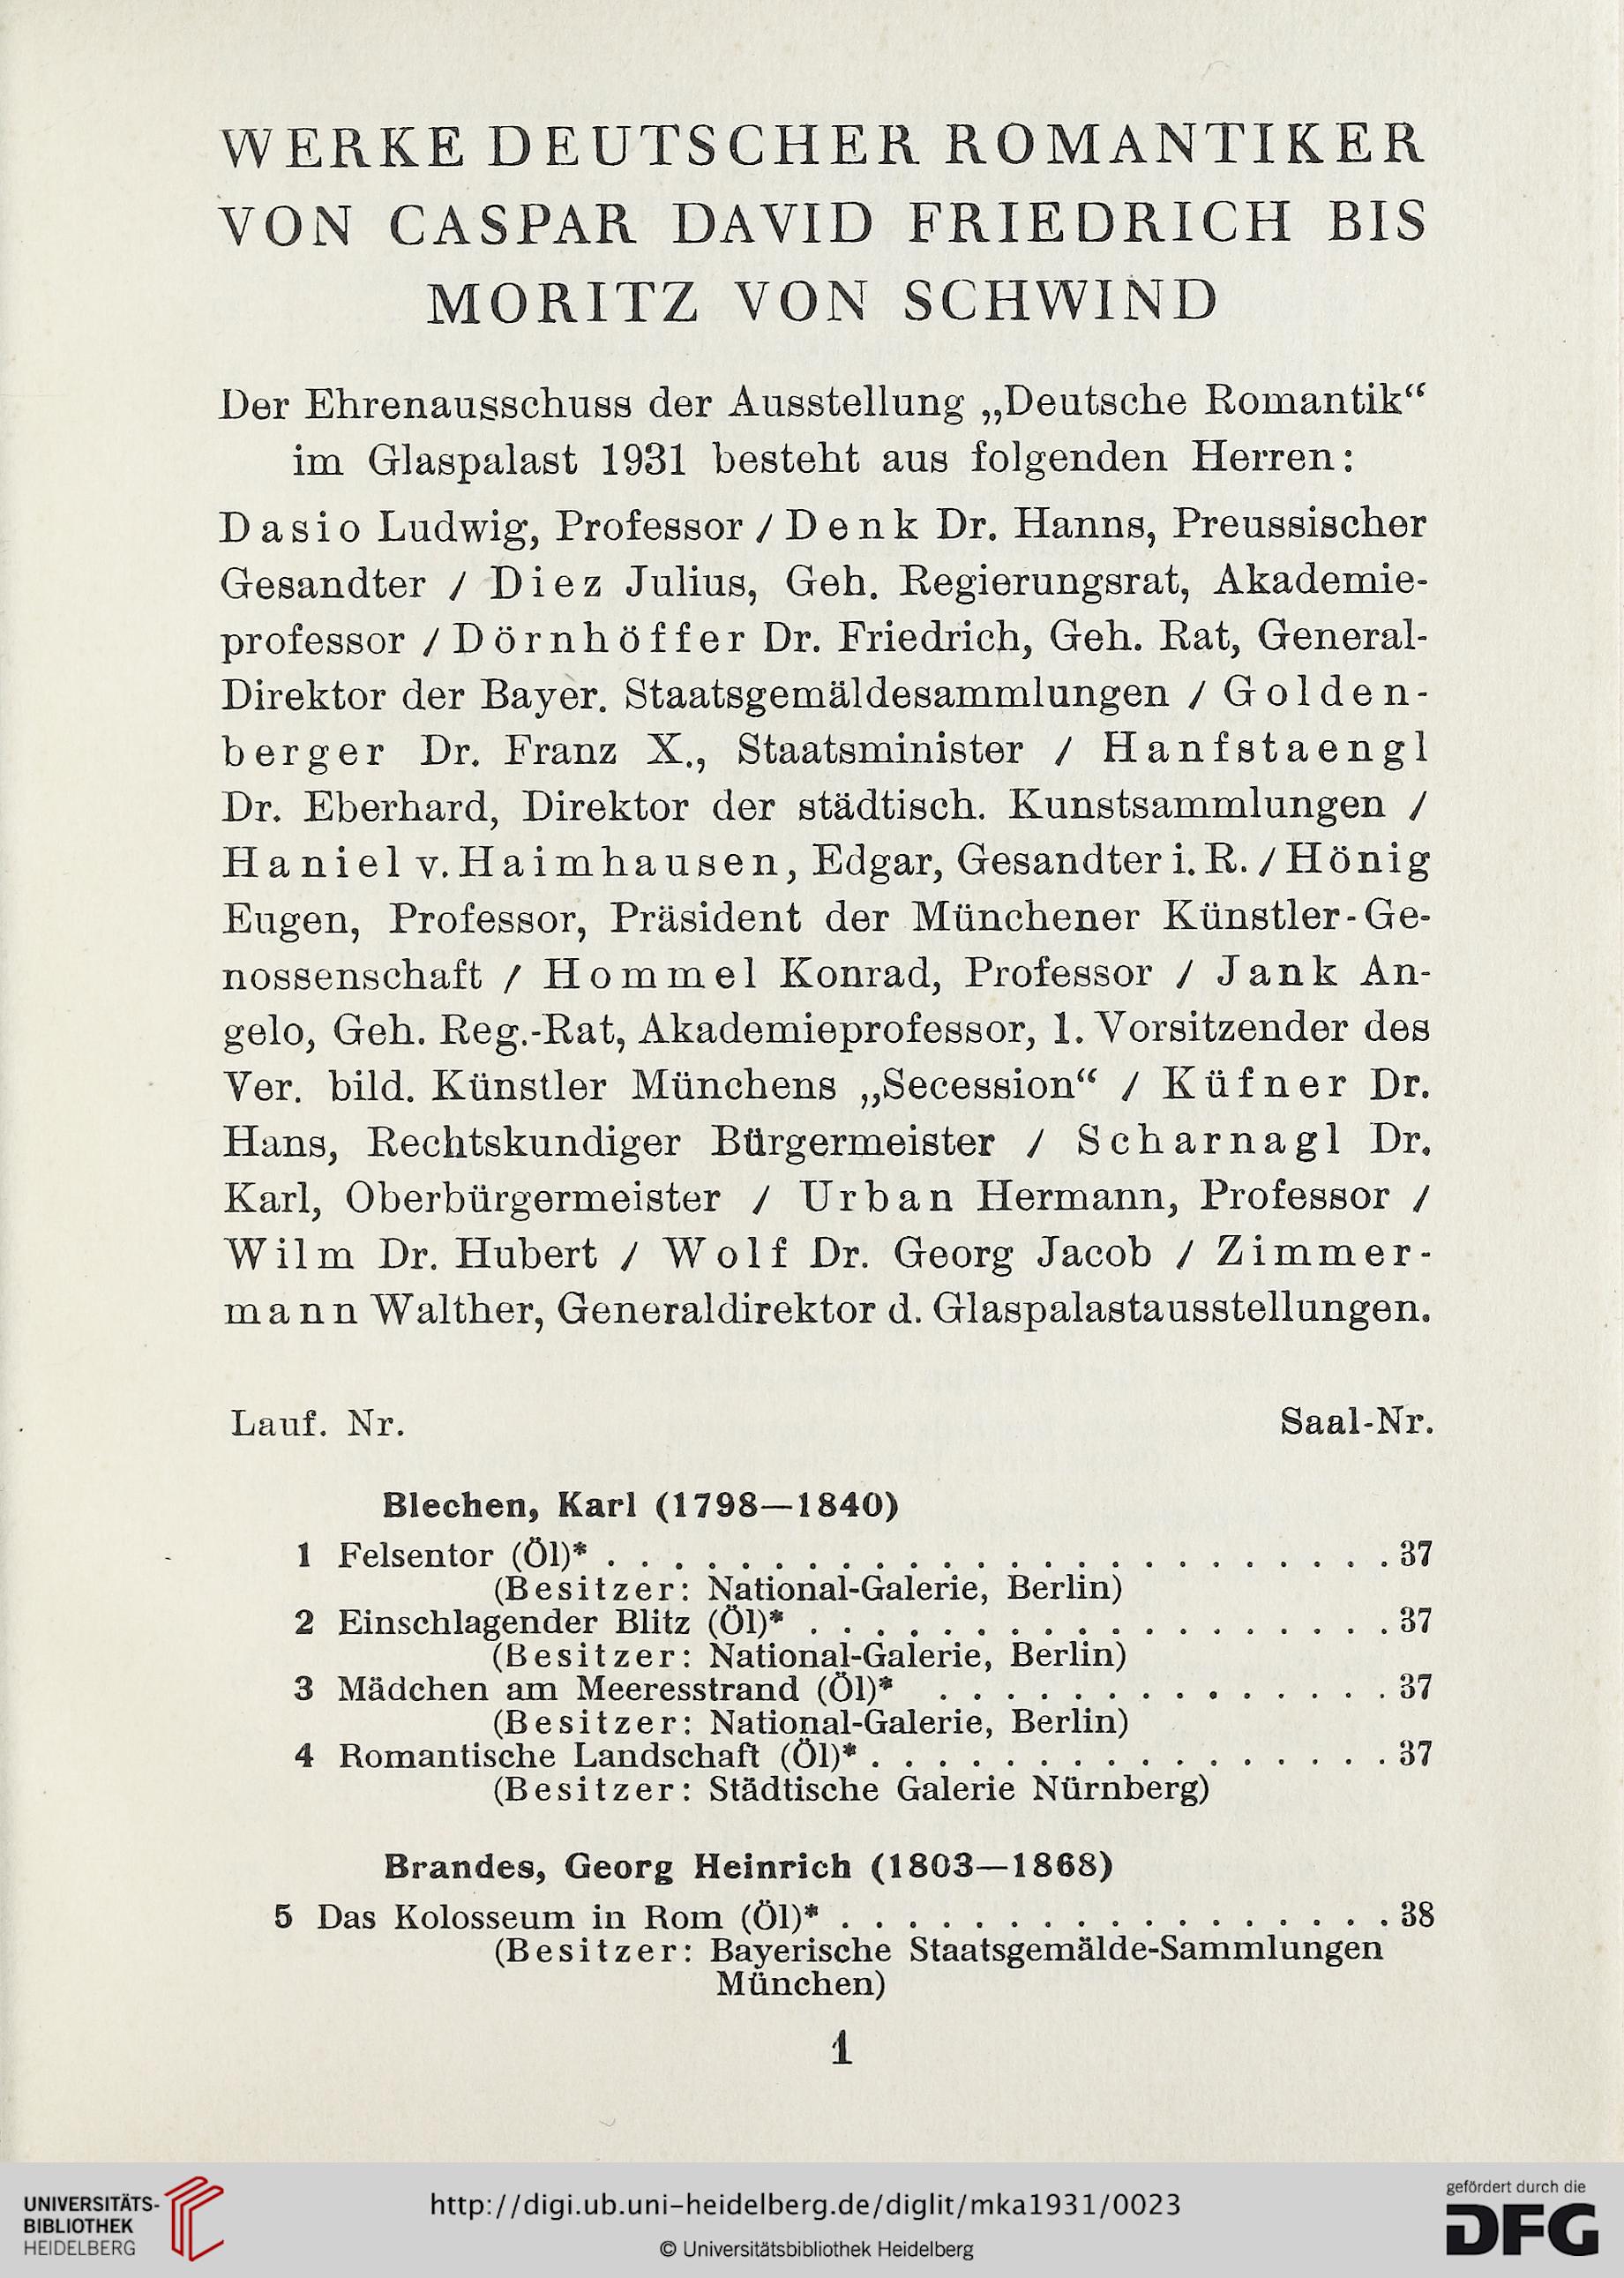 WERKE DEUTSCHER ROMANTIKER
VON CASPAR DAVID FRIEDRICH BIS
MORITZ VON SCHWIND
Der Ehrenausschuss der Ausstellung „Deutsche Romantik“
im Glaspalast 1931 besteht aus folgenden Herren:
Dasio Ludwig, Professor / Denk Dr. Hanns, Preussischer
Gesandter / Diez Julius, Geh. Regierungsrat, Akademie-
professor / Dörnhöffer Dr. Friedrich, Geh. Rat, General-
Direktor der Bayer. Staatsgemäldesammlungen / Golden-
berger Dr. Franz X., Staatsminister / Hanfstaengl
Dr. Eberhard, Direktor der städtisch. Kunstsammlungen /
Haniel v. Haimhausen, Edgar, Gesandter i. R. / Hönig
Eugen, Professor, Präsident der Münchener Künstler-Ge-
nossenschaft / Hommel Konrad, Professor / Jank An-
gelo, Geh. Reg.-Rat, Akademieprofessor, 1. Vorsitzender des
Ver. bild. Künstler Münchens „Secession“ / Küfner Dr.
Hans, Rechtskundiger Bürgermeister / Scharnagl Dr.
Karl, Oberbürgermeister / Urban Hermann, Professor /
Wilm Dr. Hubert / Wolf Dr. Georg Jacob / Zimmer-
mann Walther, Generaldirektor d. Glaspalastausstellungen.
Lauf. Nr. Saal-Nr.
Blechen, Karl (1798—1840)
1 Felsentor (Öl)* . . . . . . . . . . . . . . . . . . . . . . . . 37
(Besitzer: National-Galerie, Berlin)
2 Einschlagender Blitz (Öl)* . . . . . . . . . . . . . . . . . . 37
(Besitzer: National-Galerie, Berlin)
3 Mädchen am Meeresstrand (Öl)* . . . . . . . . . . . . . . 37
(Besitzer: National-Galerie, Berlin)
4 Romantische Landschaft (Öl)* . . . . . . . . . . . . . . . . 37
(Besitzer: Städtische Galerie Nürnberg)
Brandes, Georg Heinrich (1803—1868)
5 Das Kolosseum in Rom (Öl)* . . . . . . . . . . . . . . . . . 38
(Besitzer: Bayerische Staatsgemälde-Sammlungen
München)
1
UNIVERSITÄTS-
BIBLIOTHEK
HEIDELBERG
http://digi.ub.uni-heidelberg.de/diglit/mka1931/0023
© Universitätsbibliothek Heidelberg
gefördert durch die
DFG